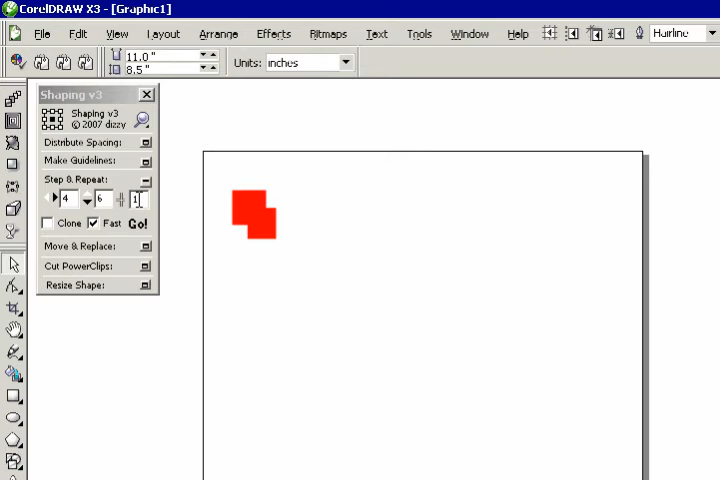 CorelDRAW X3 - [Graphic1]
File Edit View Layout Arrange Effects Bitmaps Text Tools Window Help Hairline
11.0 "
8.5 "
Units: inches
Shaping v3
Shaping v3
© 2007 dizzy
Distribute Spacing:
Make Guidelines:
Step & Repeat:
4 6 1
Clone Fast Go!
Move & Replace:
Cut PowerClips:
Resize Shape: